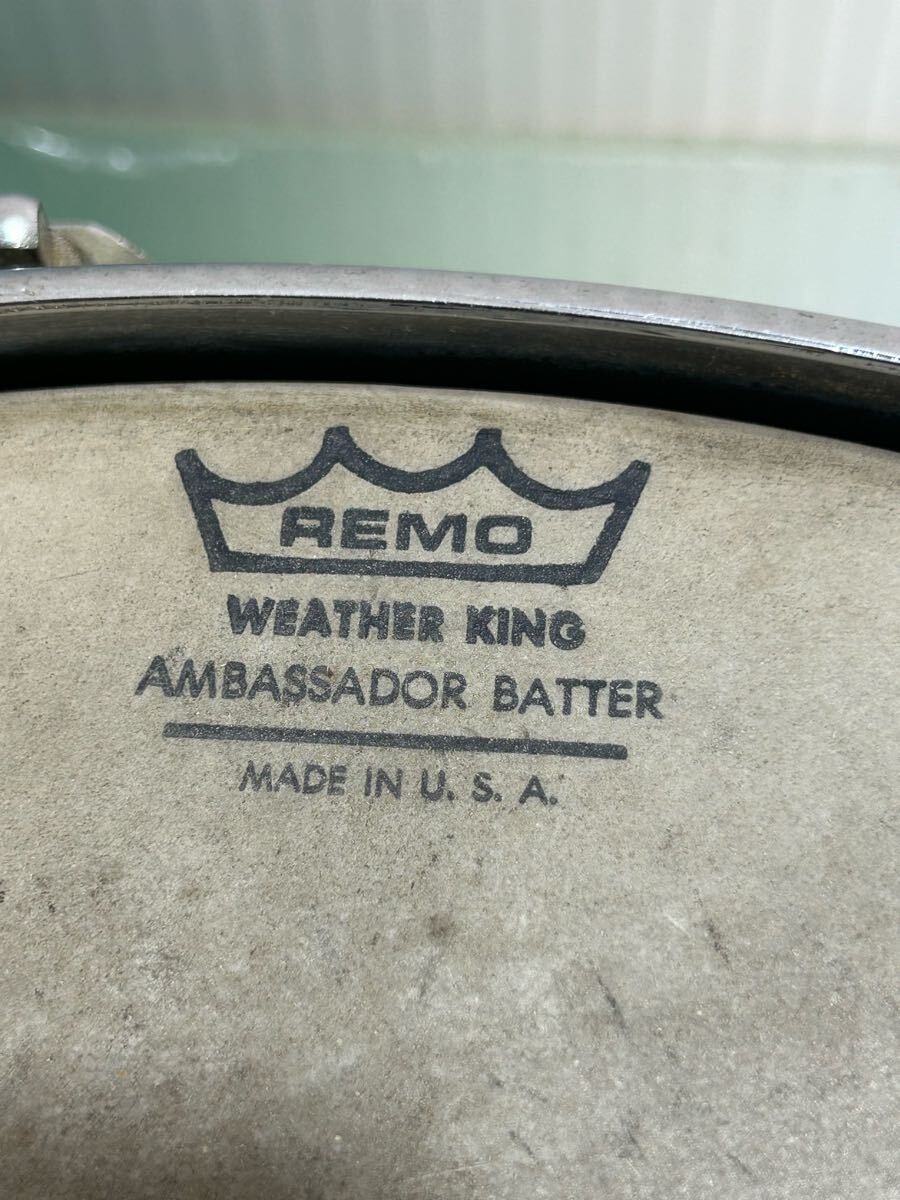 REMO
WEATHER KING
AMBASSADOR BATTER
MADE IN U. S. A.